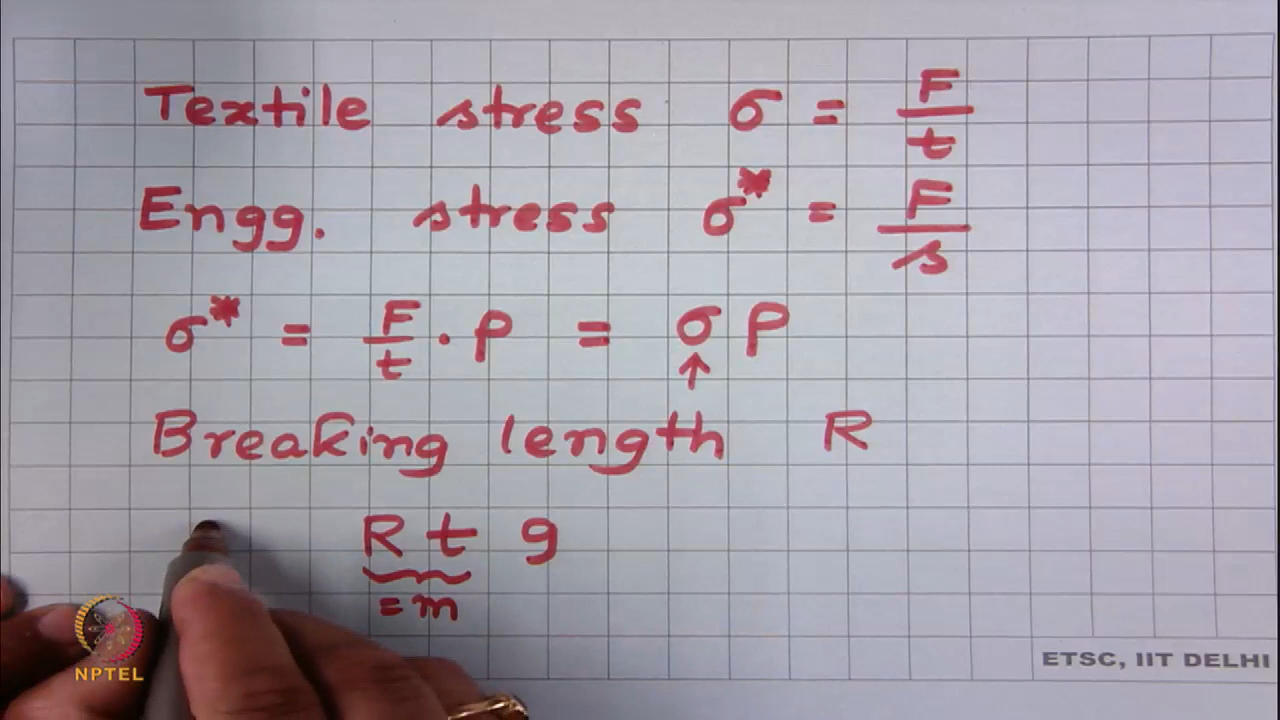 Textile stress σ = F/t
Engg. stress σ* = F/s
σ* = F/t . ρ = σ ρ
↑
Breaking length R
R t g
= m
NPTEL
ETSC, IIT DELHI